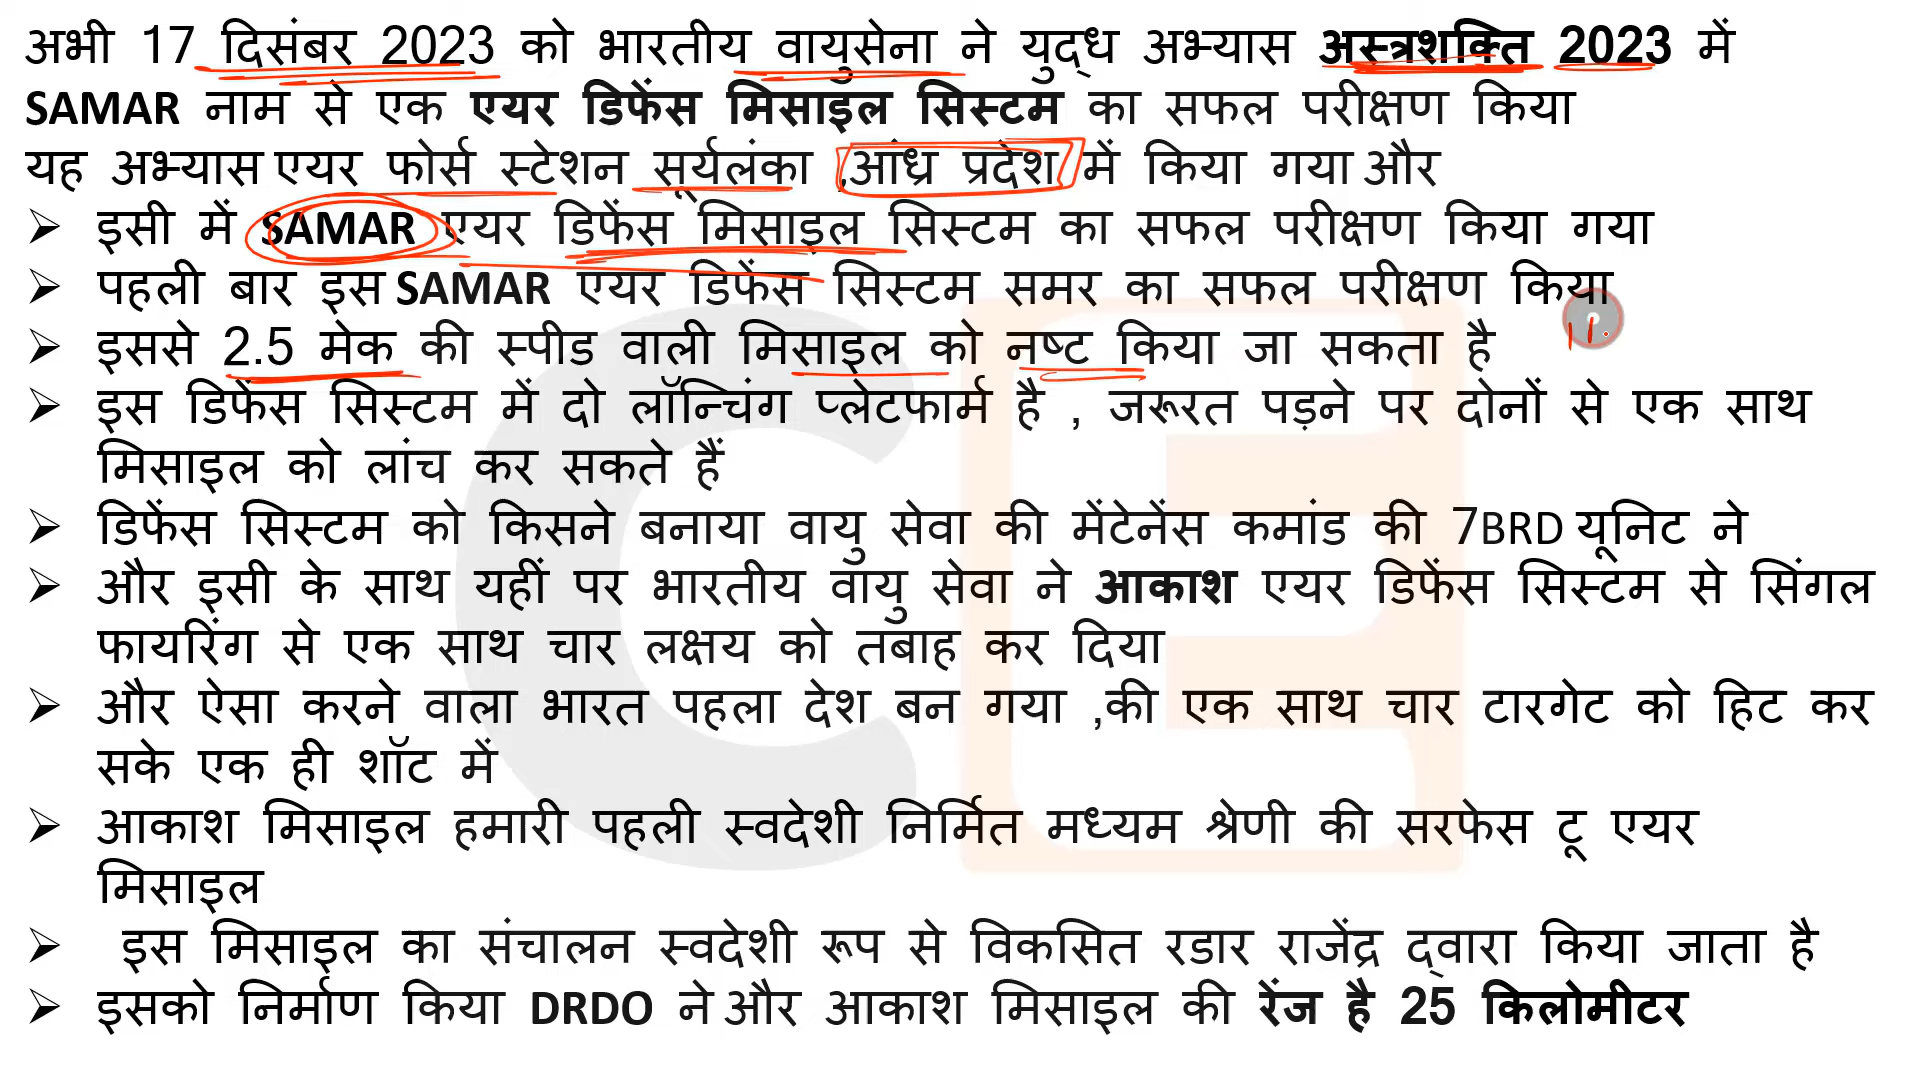 अभी 17 दिसंबर 2023 को भारतीय वायुसेना ने युद्ध अभ्यास अस्त्रशक्ति 2023 में
SAMAR नाम से एक एयर डिफेंस मिसाइल सिस्टम का सफल परीक्षण किया
यह अभ्यास एयर फोर्स स्टेशन सूर्यलंका ,आंध्र प्रदेश में किया गया और
➢ इसी में SAMAR एयर डिफेंस मिसाइल सिस्टम का सफल परीक्षण किया गया
➢ पहली बार इस SAMAR एयर डिफेंस सिस्टम समर का सफल परीक्षण किया
➢ इससे 2.5 मेक की स्पीड वाली मिसाइल को नष्ट किया जा सकता है
➢ इस डिफेंस सिस्टम में दो लॉन्चिंग प्लेटफार्म है , जरूरत पड़ने पर दोनों से एक साथ
मिसाइल को लांच कर सकते हैं
➢ डिफेंस सिस्टम को किसने बनाया वायु सेवा की मेंटेनेंस कमांड की 7BRD यूनिट ने
➢ और इसी के साथ यहीं पर भारतीय वायु सेवा ने आकाश एयर डिफेंस सिस्टम से सिंगल
फायरिंग से एक साथ चार लक्षय को तबाह कर दिया
➢ और ऐसा करने वाला भारत पहला देश बन गया ,की एक साथ चार टारगेट को हिट कर
सके एक ही शॉट में
➢ आकाश मिसाइल हमारी पहली स्वदेशी निर्मित मध्यम श्रेणी की सरफेस टू एयर
मिसाइल
➢ इस मिसाइल का संचालन स्वदेशी रूप से विकसित रडार राजेंद्र द्वारा किया जाता है
➢ इसको निर्माण किया DRDO ने और आकाश मिसाइल की रेंज है 25 किलोमीटर